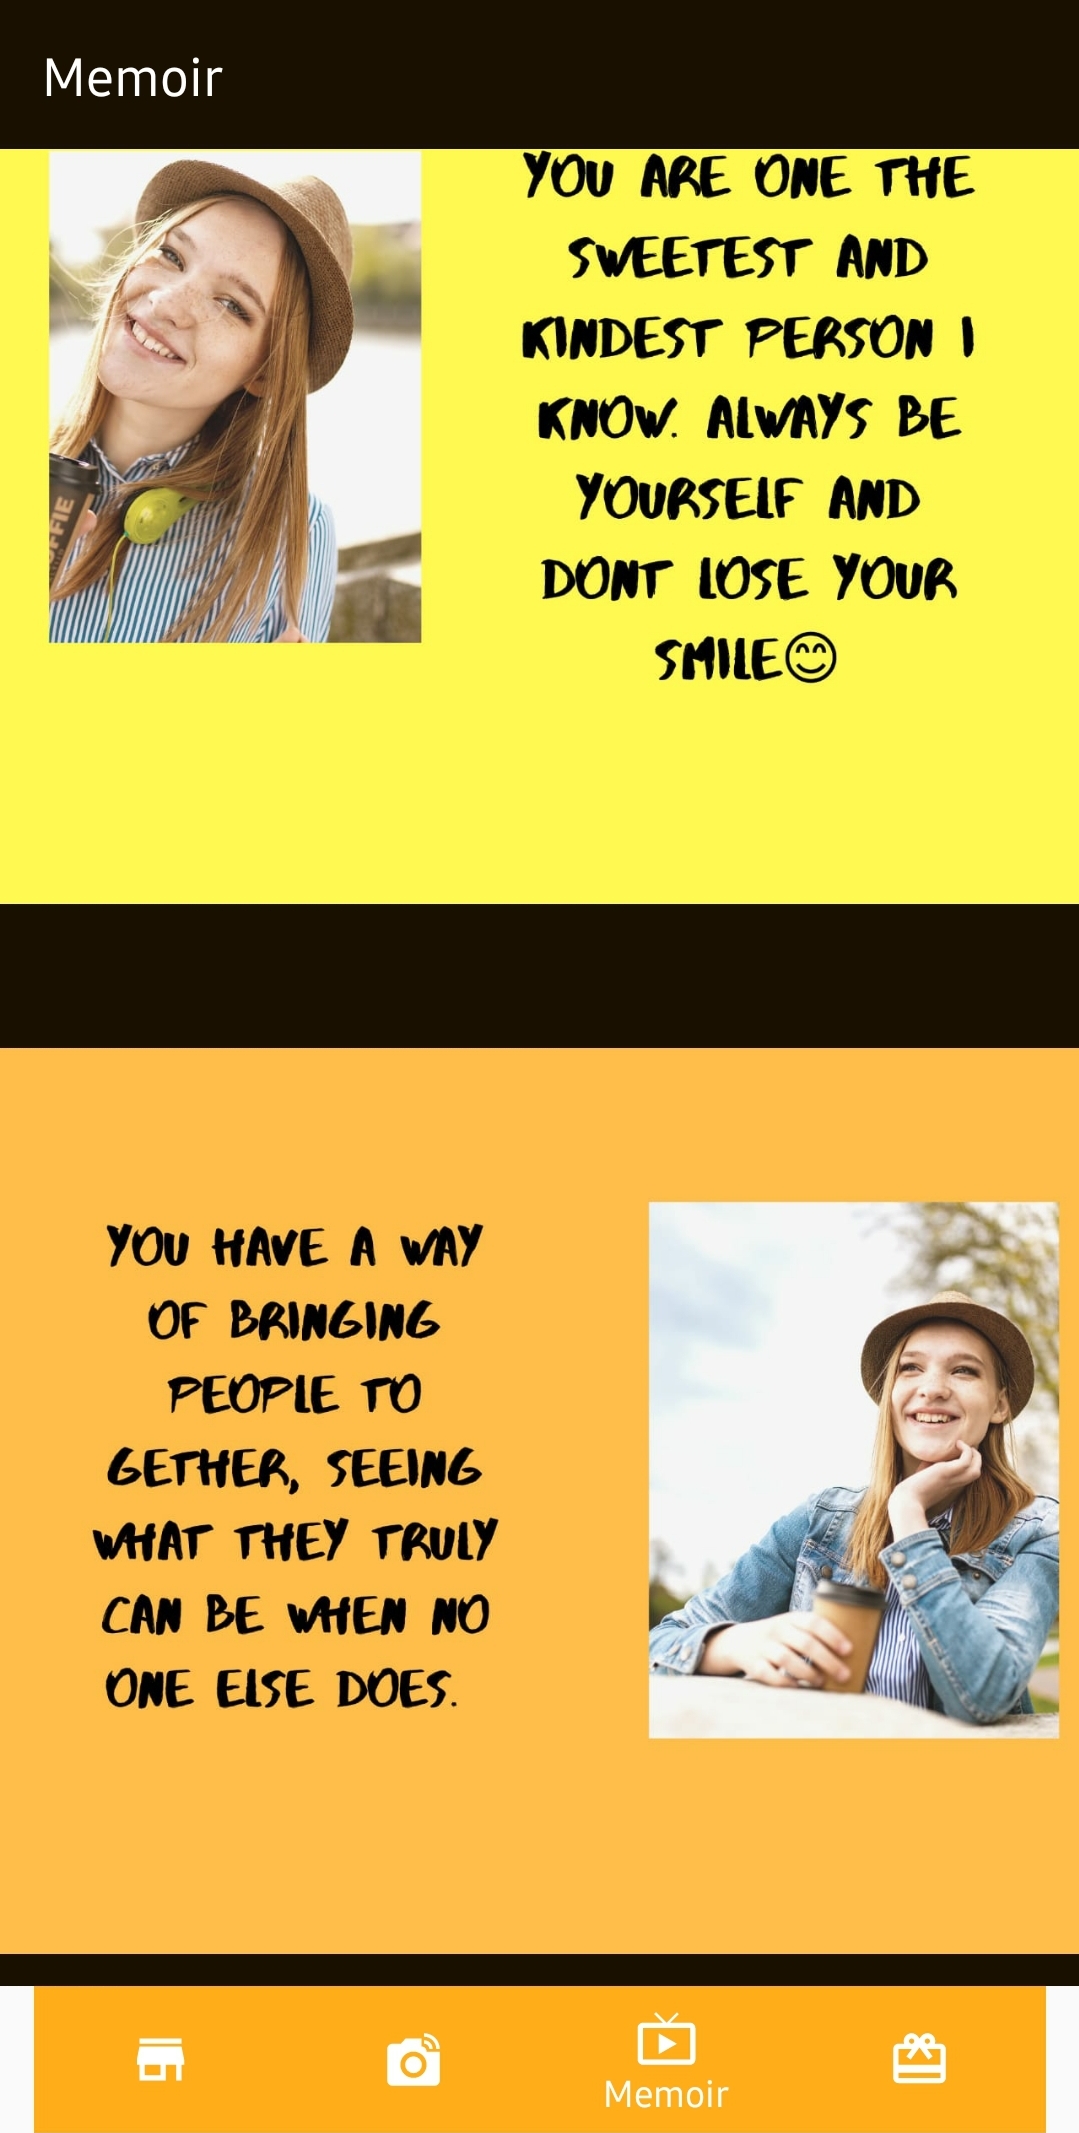 Memoir
YOU ARE ONE THE
SWEETEST AND
KINDEST PERSON I
KNOW. ALWAYS BE
YOURSELF AND
DONT LOSE YOUR
SMILE😊
OFFIE
YOU HAVE A WAY
OF BRINGING
PEOPLE TO
GETHER, SEEING
WHAT THEY TRULY
CAN BE WHEN NO
ONE ELSE DOES.
Memoir